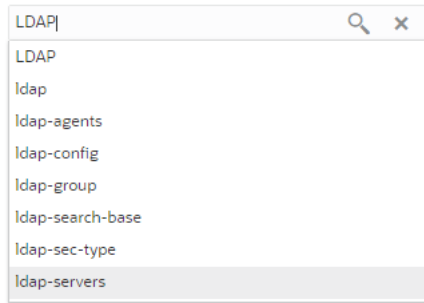 LDAP
LDAP
ldap
ldap-agents
ldap-config
ldap-group
ldap-search-base
ldap-sec-type
ldap-servers